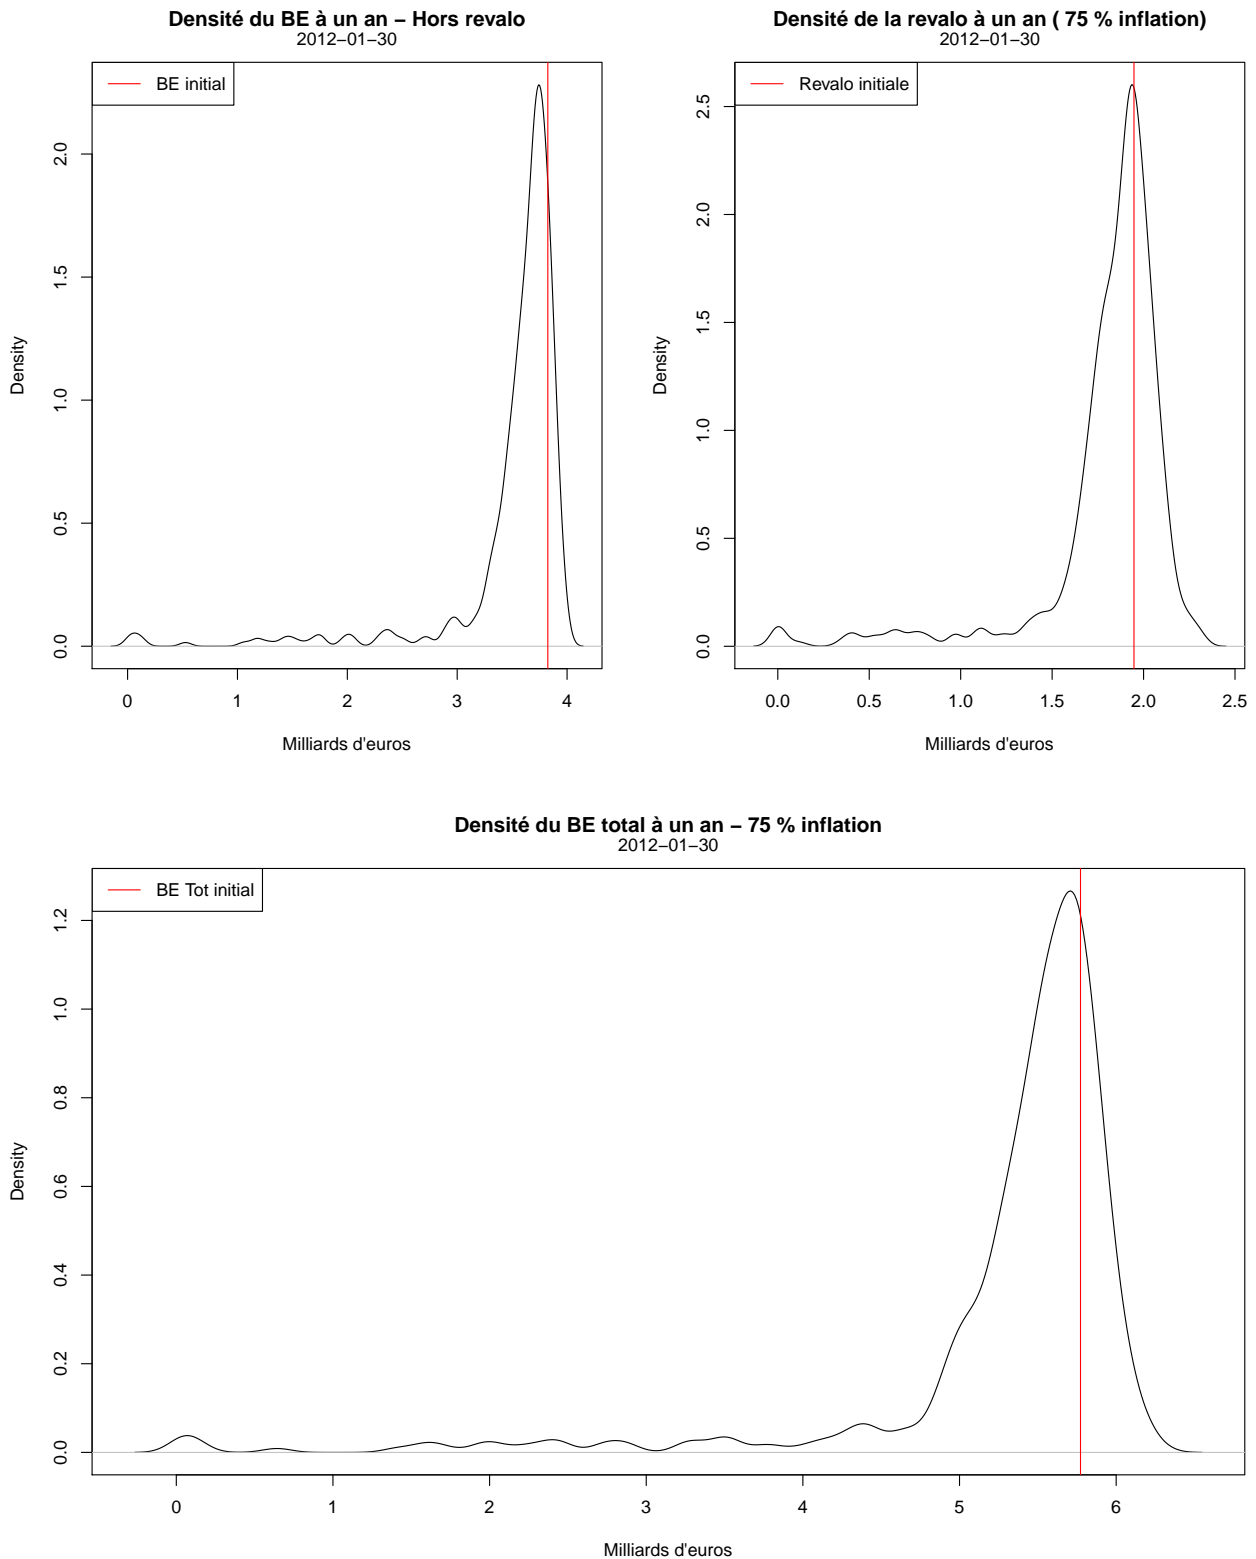 Densité du BE à un an − Hors revalo
2012−01−30
BE initial
Density
0.0 0.5 1.0 1.5 2.0
0 1 2 3 4
Milliards d'euros
Densité de la revalo à un an ( 75 % inflation)
2012−01−30
Revalo initiale
Density
0.0 0.5 1.0 1.5 2.0 2.5
0.0 0.5 1.0 1.5 2.0 2.5
Milliards d'euros
Densité du BE total à un an − 75 % inflation
2012−01−30
BE Tot initial
Density
0.0 0.2 0.4 0.6 0.8 1.0 1.2
0 1 2 3 4 5 6
Milliards d'euros